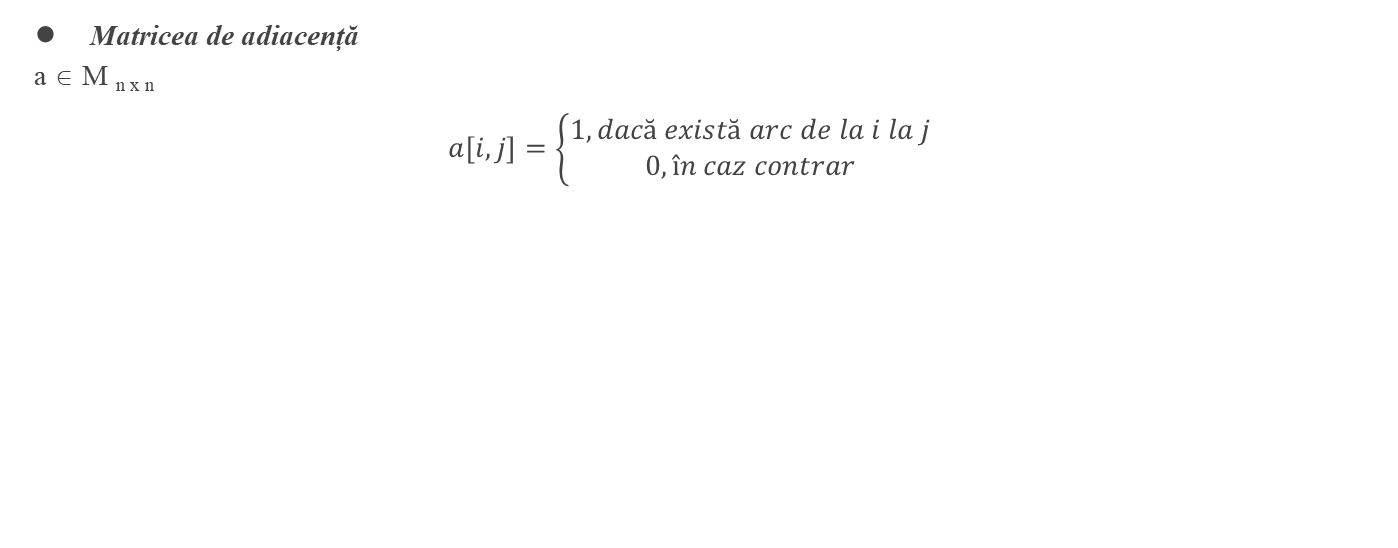 ● Matricea de adiacență
a ∈ M n x n
a[i, j] = {1, dacă există arc de la i la j
0, în caz contrar